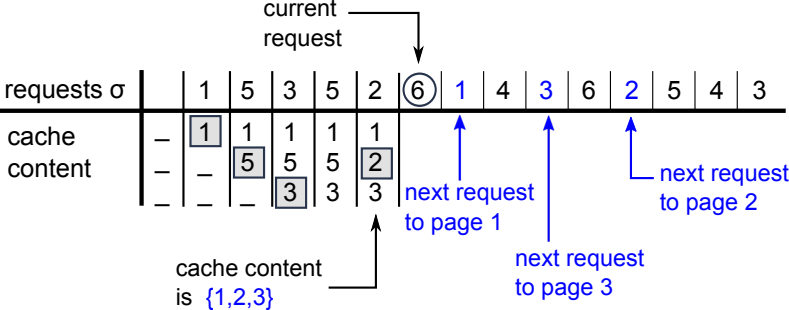 current
request
requests σ 1 5 3 5 2 6 1 4 3 6 2 5 4 3
cache
content
_ 1 1 1 1 1
_ _ 5 5 5 2
_ _ _ 3 3 3
next request
to page 1
next request
to page 2
next request
to page 3
cache content
is {1,2,3}